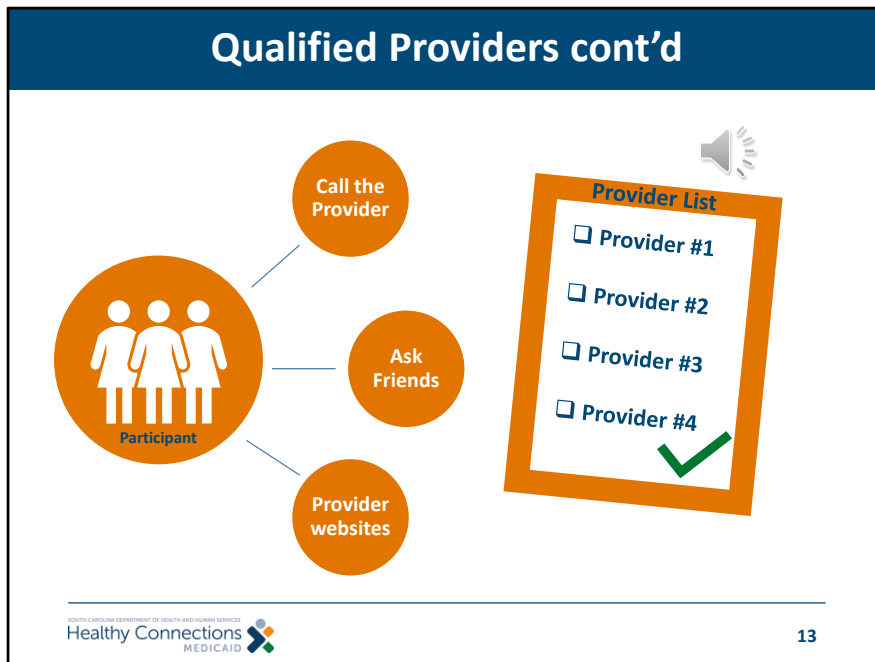 Qualified Providers cont’d
Call the
Provider
Ask
Friends
Provider
websites
Participant
Provider List
❑ Provider #1
❑ Provider #2
❑ Provider #3
❑ Provider #4
SOUTH CAROLINA DEPARTMENT OF HEALTH AND HUMAN SERVICES
Healthy Connections
MEDICAID
13